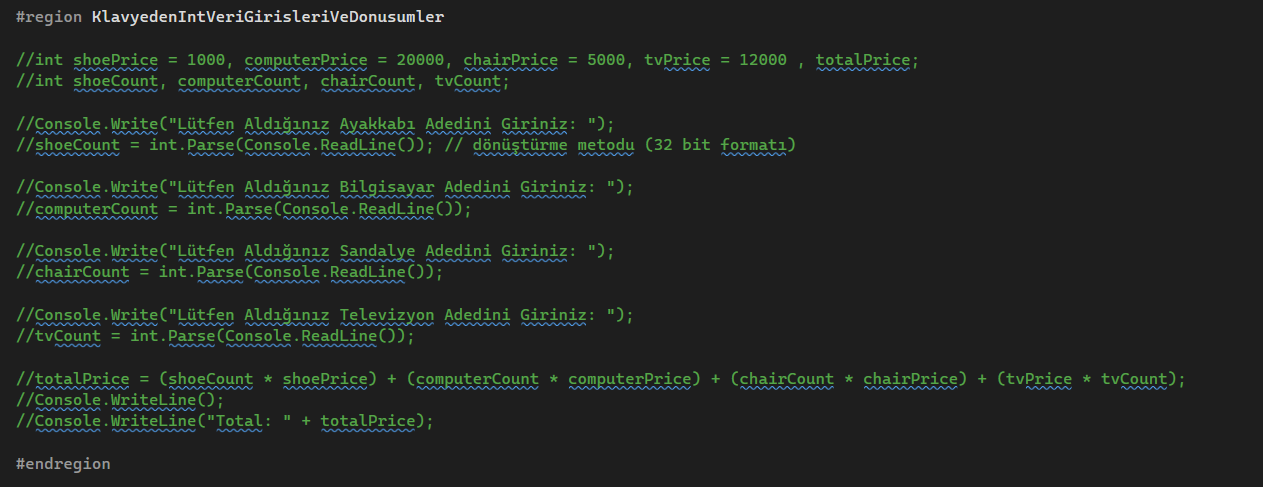 #region KlavyedenIntVeriGirisleriVeDonusumler
//int shoePrice = 1000, computerPrice = 20000, chairPrice = 5000, tvPrice = 12000 , totalPrice;
//int shoeCount, computerCount, chairCount, tvCount;
//Console.Write("Lütfen Aldığınız Ayakkabı Adedini Giriniz: ");
//shoeCount = int.Parse(Console.ReadLine()); // dönüştürme metodu (32 bit formatı)
//Console.Write("Lütfen Aldığınız Bilgisayar Adedini Giriniz: ");
//computerCount = int.Parse(Console.ReadLine());
//Console.Write("Lütfen Aldığınız Sandalye Adedini Giriniz: ");
//chairCount = int.Parse(Console.ReadLine());
//Console.Write("Lütfen Aldığınız Televizyon Adedini Giriniz: ");
//tvCount = int.Parse(Console.ReadLine());
//totalPrice = (shoeCount * shoePrice) + (computerCount * computerPrice) + (chairCount * chairPrice) + (tvPrice * tvCount);
//Console.WriteLine();
//Console.WriteLine("Total: " + totalPrice);
#endregion